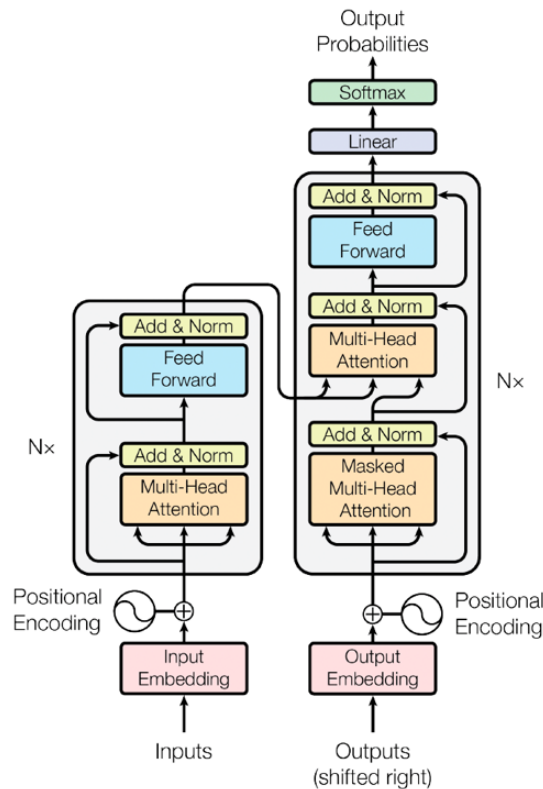 Output
Probabilities
Softmax
Linear
Add & Norm
Feed
Forward
Add & Norm
Multi-Head
Attention
Nx
Add & Norm
Masked
Multi-Head
Attention
Add & Norm
Feed
Forward
Nx
Add & Norm
Multi-Head
Attention
Positional
Encoding
Positional
Encoding
Input
Embedding
Output
Embedding
Inputs
Outputs
(shifted right)